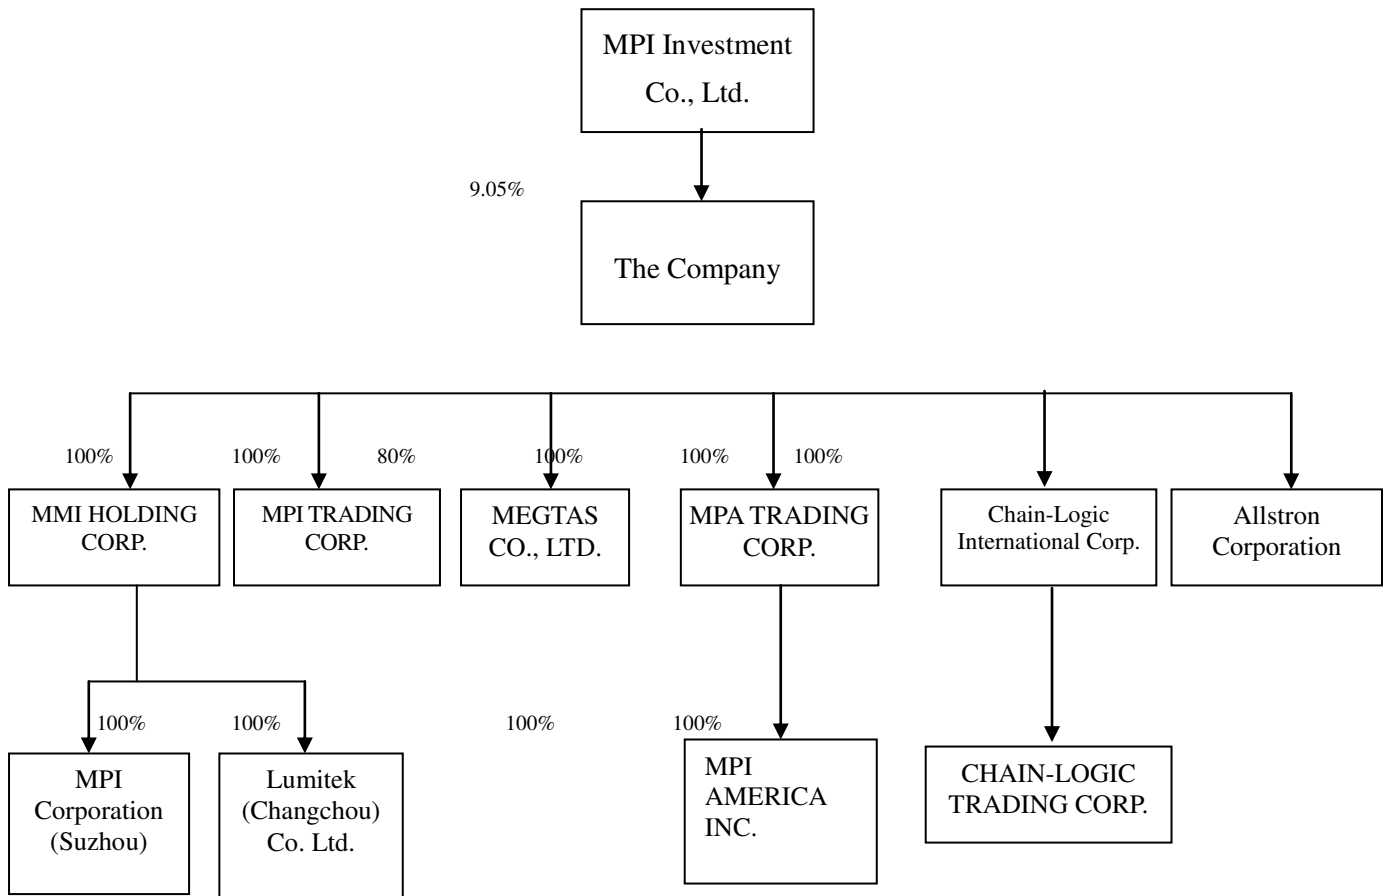 MPI Investment
Co., Ltd.
9.05%
The Company
100% 100% 80% 100% 100% 100%
MMI HOLDING
CORP.
MPI TRADING
CORP.
MEGTAS
CO., LTD.
MPA TRADING
CORP.
Chain-Logic
International Corp.
Allstron
Corporation
100% 100% 100% 100%
MPI
Corporation
(Suzhou)
Lumitek
(Changchou)
Co. Ltd.
MPI
AMERICA
INC.
CHAIN-LOGIC
TRADING CORP.